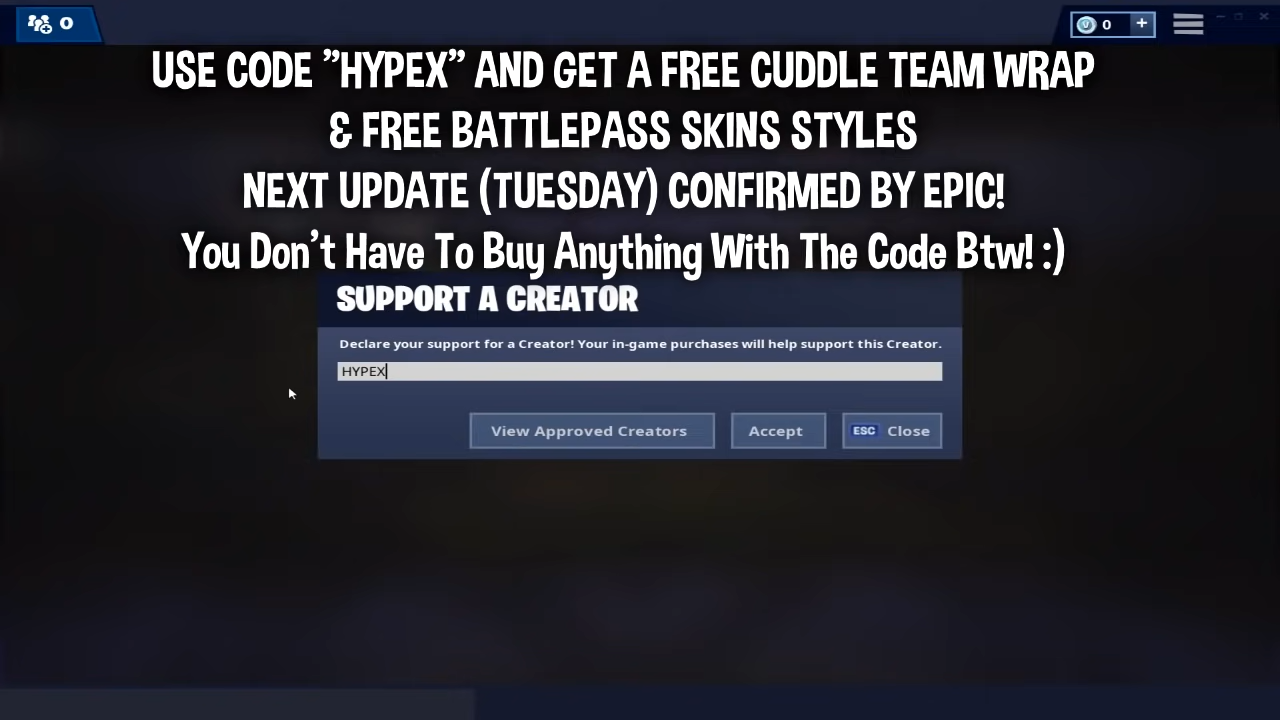 0
0 +
USE CODE "HYPEX" AND GET A FREE CUDDLE TEAM WRAP
& FREE BATTLEPASS SKINS STYLES
NEXT UPDATE (TUESDAY) CONFIRMED BY EPIC!
You Don't Have To Buy Anything With The Code Btw! :)
SUPPORT A CREATOR
Declare your support for a Creator! Your in-game purchases will help support this Creator.
HYPEX
View Approved Creators
Accept
ESC Close